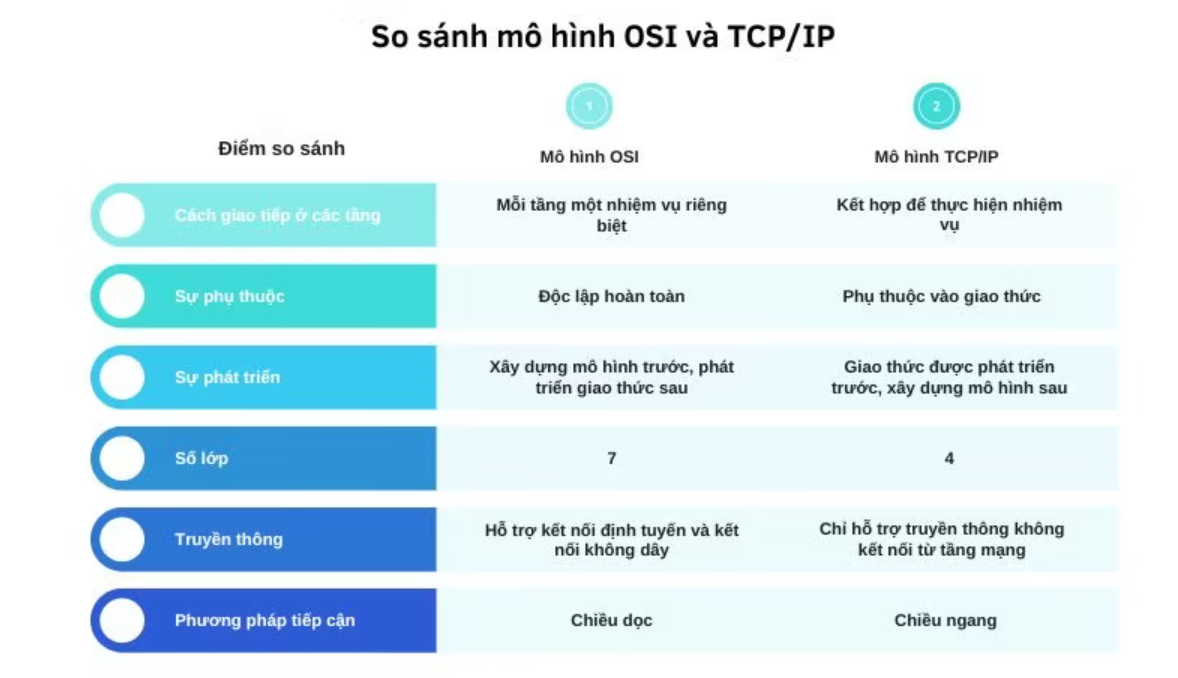 So sánh mô hình OSI và TCP/IP
1
2
Điểm so sánh
Mô hình OSI
Mô hình TCP/IP
Cách giao tiếp ở các tầng
Mỗi tầng một nhiệm vụ riêng
biệt
Kết hợp để thực hiện nhiệm
vụ
Sự phụ thuộc
Độc lập hoàn toàn
Phụ thuộc vào giao thức
Sự phát triển
Xây dựng mô hình trước, phát
triển giao thức sau
Giao thức được phát triển
trước, xây dựng mô hình sau
Số lớp
7
4
Truyền thông
Hỗ trợ kết nối định tuyến và kết
nối không dây
Chỉ hỗ trợ truyền thông không
kết nối từ tầng mạng
Phương pháp tiếp cận
Chiều dọc
Chiều ngang